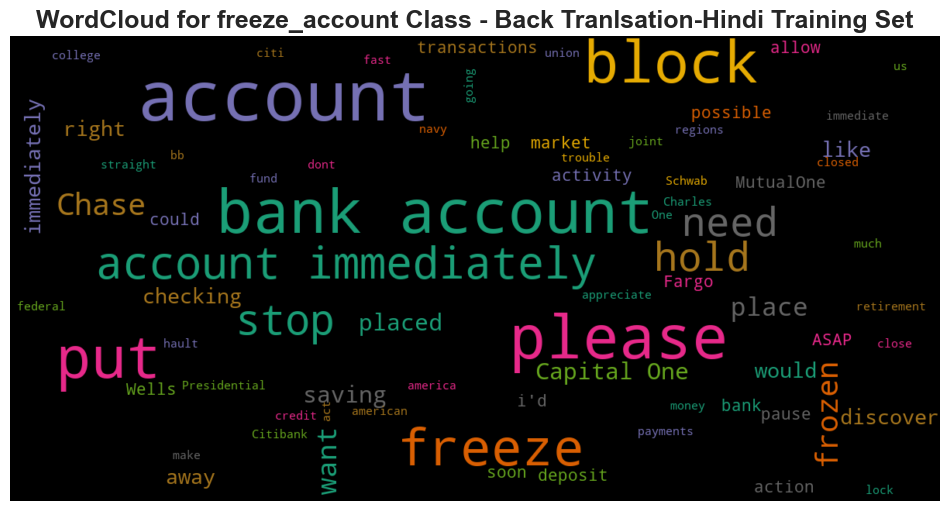 WordCloud for freeze_account Class - Back Tranlsation-Hindi Training Set
college citi fast transactions union block allow us
account going possible immediate
immediately right navy help market joint regions like
straight bb dont trouble activity closed
fund Schwab MutualOne
Chase could bank account Charles One need much
account immediately hold
federal checking appreciate Fargo place retirement
stop placed please ASAP close
put hault Capital One would
Wells Presidential saving america i'd money bank pause frozen discover
credit act american
Citibank want freeze payments
make away soon deposit action lock